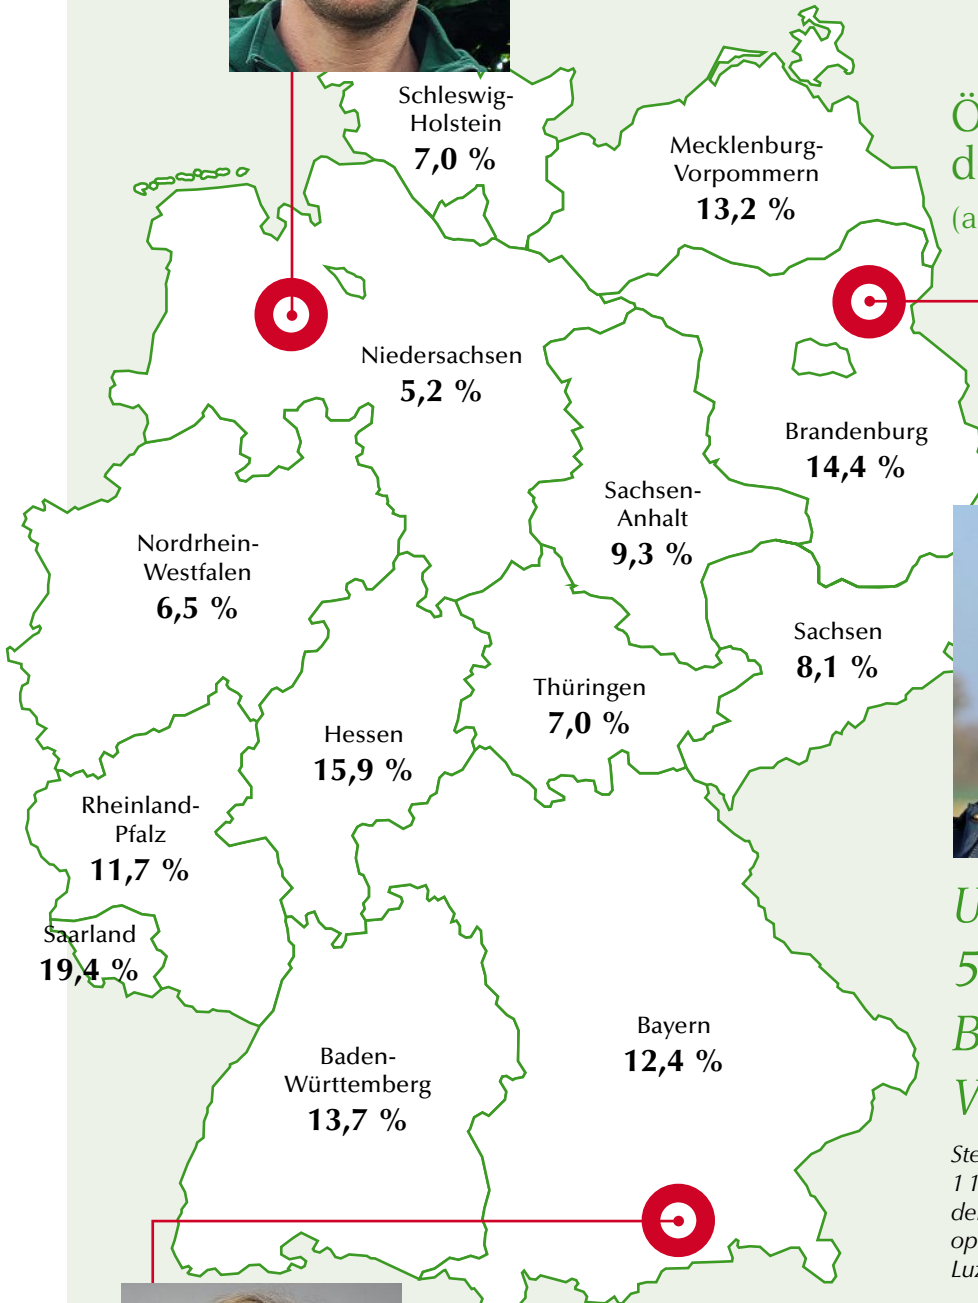 Schleswig-
Holstein
7,0 %
Mecklenburg-
Vorpommern
13,2 %
Niedersachsen
5,2 %
Brandenburg
14,4 %
Sachsen-
Anhalt
9,3 %
Nordrhein-
Westfalen
6,5 %
Sachsen
8,1 %
Thüringen
7,0 %
Hessen
15,9 %
Rheinland-
Pfalz
11,7 %
Saarland
19,4 %
Bayern
12,4 %
Baden-
Württemberg
13,7 %